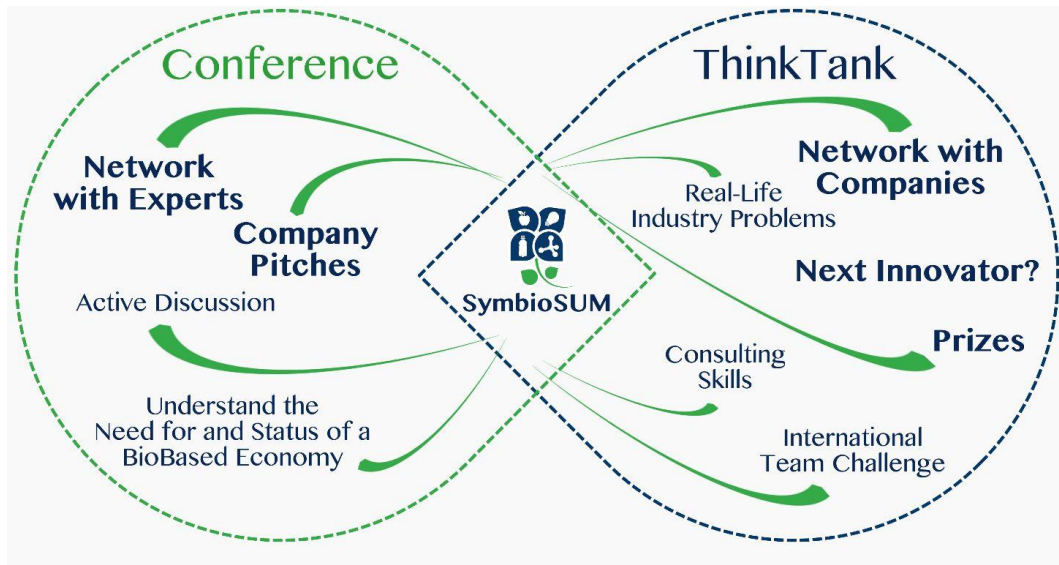 Conference
Network
with Experts
Company
Pitches
Active Discussion
Understand the
Need for and Status of a
BioBased Economy
SymbioSUM
ThinkTank
Network with
Companies
Real-Life
Industry Problems
Next Innovator?
Prizes
Consulting
Skills
International
Team Challenge